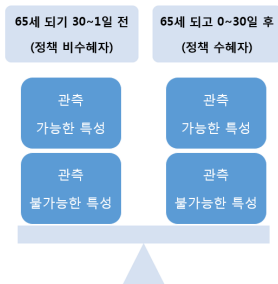 65세 되기 30~1일 전
(정책 비수혜자)
65세 되고 0~30일 후
(정책 수혜자)
관측
가능한 특성
관측
가능한 특성
관측
불가능한 특성
관측
불가능한 특성